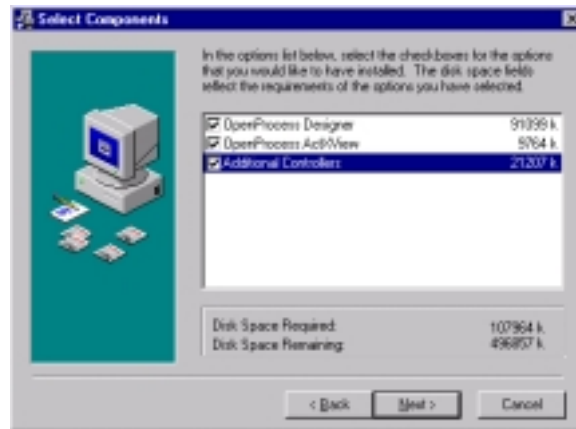 Select Components
In the options list below, select the checkboxes for the options
that you would like to have installed. The disk space fields
reflect the requirements of the options you have selected.
OpenProcess Designer 91099 k
OpenProcess ActXView 9764 k
Additional Controllers 21207 k
Disk Space Required: 107964 k
Disk Space Remaining: 496857 k
< Back Next > Cancel